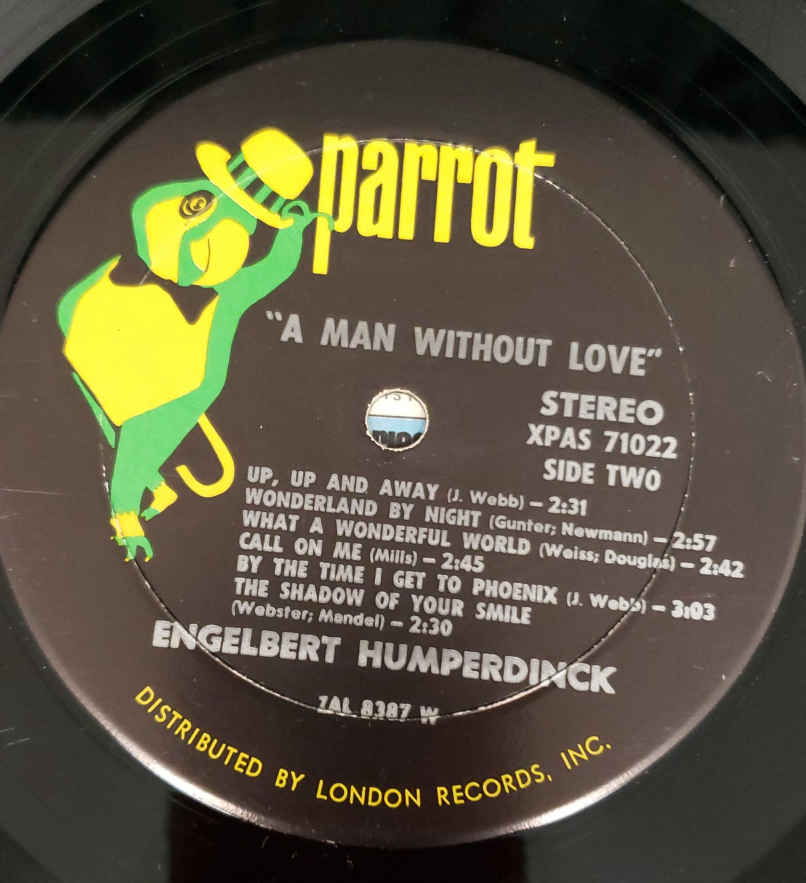 parrot
"A MAN WITHOUT LOVE"
STEREO
XPAS 71022
SIDE TWO
UP, UP AND AWAY (J. Webb) – 2:31
WONDERLAND BY NIGHT (Gunter; Newmann) – 2:57
WHAT A WONDERFUL WORLD (Weiss; Douglas) – 2:42
CALL ON ME (Mills) – 2:45
BY THE TIME I GET TO PHOENIX (J. Webb) – 3:03
THE SHADOW OF YOUR SMILE
(Webster; Mandel) – 2:30
ENGELBERT HUMPERDINCK
ZAL 8387 W
DISTRIBUTED BY LONDON RECORDS, INC.